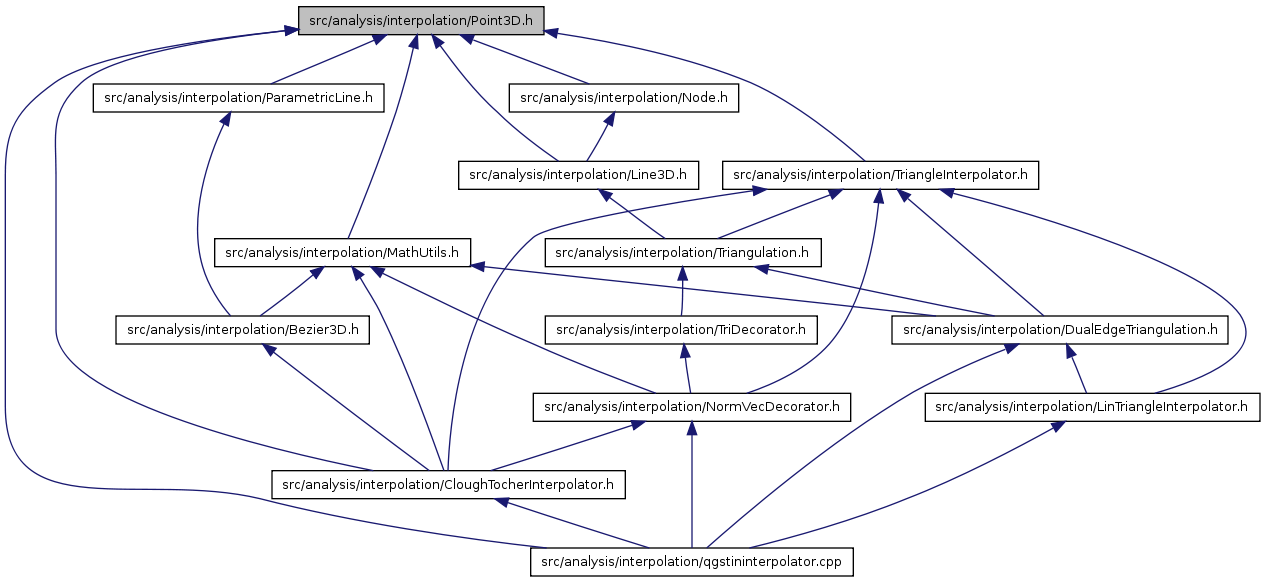 src/analysis/interpolation/Point3D.h
src/analysis/interpolation/ParametricLine.h
src/analysis/interpolation/Node.h
src/analysis/interpolation/Line3D.h
src/analysis/interpolation/TriangleInterpolator.h
src/analysis/interpolation/MathUtils.h
src/analysis/interpolation/Triangulation.h
src/analysis/interpolation/Bezier3D.h
src/analysis/interpolation/TriDecorator.h
src/analysis/interpolation/DualEdgeTriangulation.h
src/analysis/interpolation/NormVecDecorator.h
src/analysis/interpolation/LinTriangleInterpolator.h
src/analysis/interpolation/CloughTocherInterpolator.h
src/analysis/interpolation/qgstininterpolator.cpp